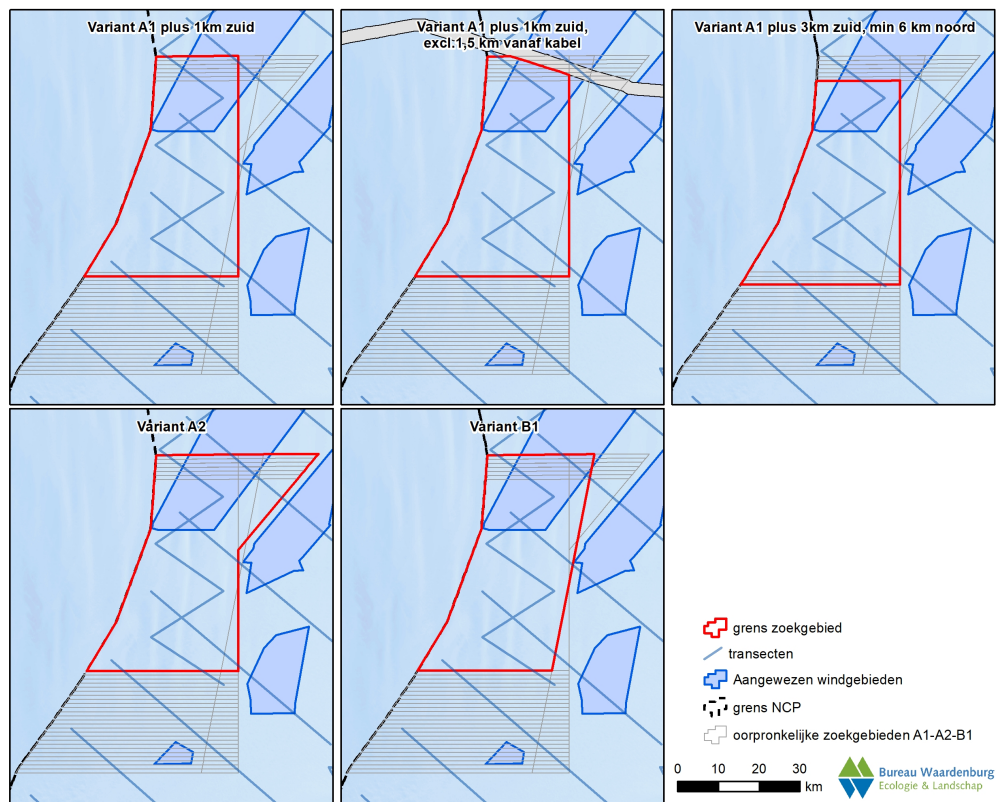 Variant A1 plus 1km zuid
Variant A1 plus 1km zuid,
excl.1,5 km vanaf kabel
Variant A1 plus 3km zuid, min 6 km noord
Variant A2
Variant B1
grens zoekgebied
transecten
Aangewezen windgebieden
grens NCP
oorpronkelijke zoekgebieden A1-A2-B1
0 10 20 30
km
Bureau Waardenburg
Ecologie & Landschap